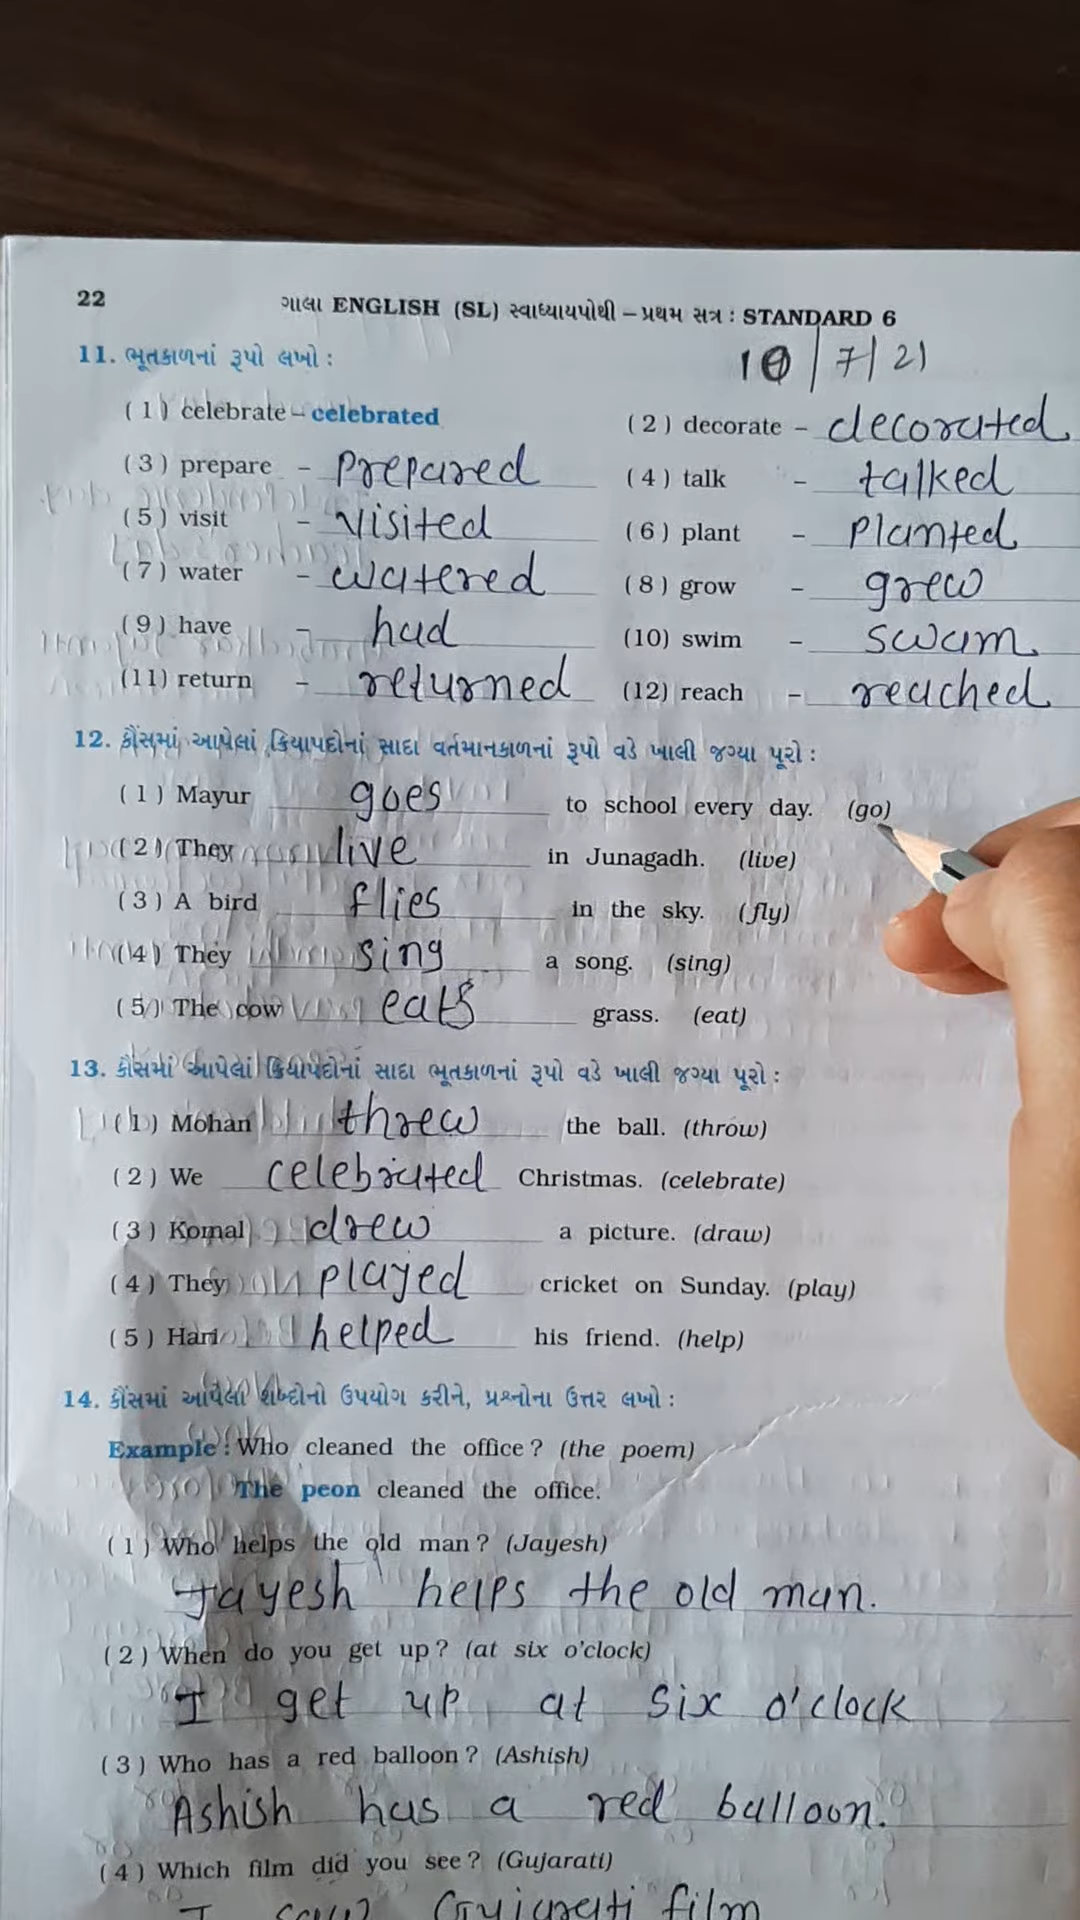 22 ગાલા ENGLISH (SL) સ્વાધ્યાયપોથી – પ્રથમ સત્ર : STANDARD 6
10/7/21
11. ભૂતકાળનાં રૂપો લખો :
(1) celebrate – celebrated (2) decorate – decorated
(3) prepare – prepared (4) talk – talked
(5) visit – visited (6) plant – planted
(7) water – watered (8) grow – grew
(9) have – had (10) swim – swam
(11) return – returned (12) reach – reached
12. કૌંસમાં આપેલાં ક્રિયાપદોનાં સાદા વર્તમાનકાળનાં રૂપો વડે ખાલી જગ્યા પૂરો :
(1) Mayur goes to school every day. (go)
(2) They live in Junagadh. (live)
(3) A bird flies in the sky. (fly)
(4) They sing a song. (sing)
(5) The cow eats grass. (eat)
13. કૌંસમાં આપેલાં ક્રિયાપદોનાં સાદા ભૂતકાળનાં રૂપો વડે ખાલી જગ્યા પૂરો :
(1) Mohan threw the ball. (throw)
(2) We celebrated Christmas. (celebrate)
(3) Komal drew a picture. (draw)
(4) They played cricket on Sunday. (play)
(5) Hari helped his friend. (help)
14. કૌંસમાં આપેલા શબ્દોનો ઉપયોગ કરીને, પ્રશ્નોના ઉત્તર લખો :
Example : Who cleaned the office? (the poem)
The peon cleaned the office.
(1) Who helps the old man? (Jayesh)
Jayesh helps the old man.
(2) When do you get up? (at six o'clock)
I get up at six o'clock
(3) Who has a red balloon? (Ashish)
Ashish has a red balloon.
(4) Which film did you see? (Gujarati)
I saw Gujarati film